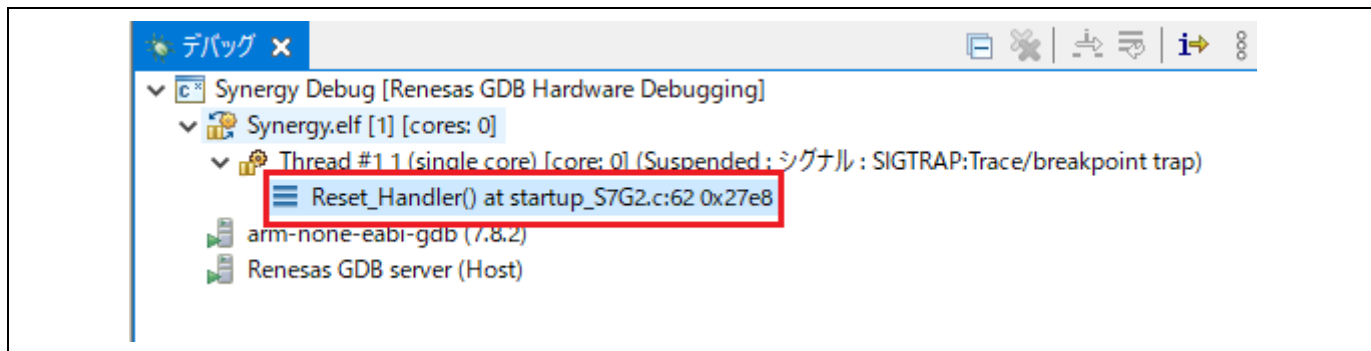 デバッグ
Synergy Debug [Renesas GDB Hardware Debugging]
Synergy.elf [1] [cores: 0]
Thread #1 1 (single core) [core: 0] (Suspended : シグナル : SIGTRAP:Trace/breakpoint trap)
Reset_Handler() at startup_S7G2.c:62 0x27e8
arm-none-eabi-gdb (7.8.2)
Renesas GDB server (Host)